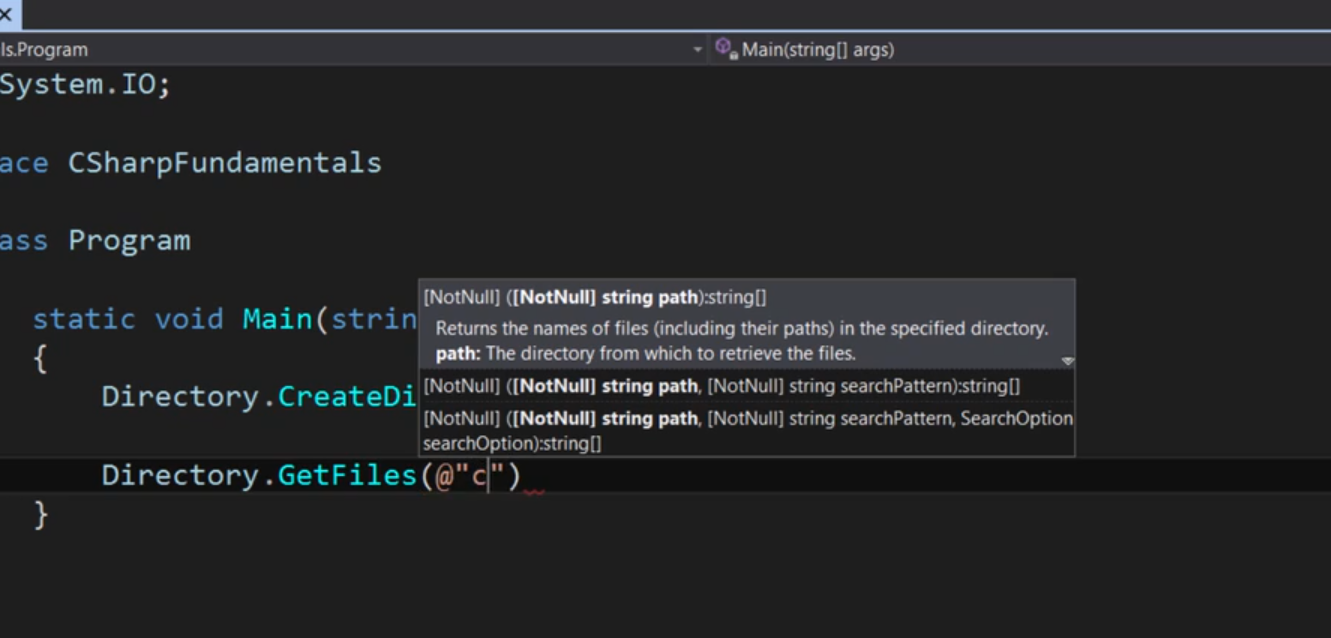 ls.Program Main(string[] args)
System.IO;
ace CSharpFundamentals
ass Program
static void Main(strin
{
Directory.CreateDi
[NotNull] ([NotNull] string path):string[]
Returns the names of files (including their paths) in the specified directory.
path: The directory from which to retrieve the files.
[NotNull] ([NotNull] string path, [NotNull] string searchPattern):string[]
[NotNull] ([NotNull] string path, [NotNull] string searchPattern, SearchOption
searchOption):string[]
Directory.GetFiles(@"c")
}